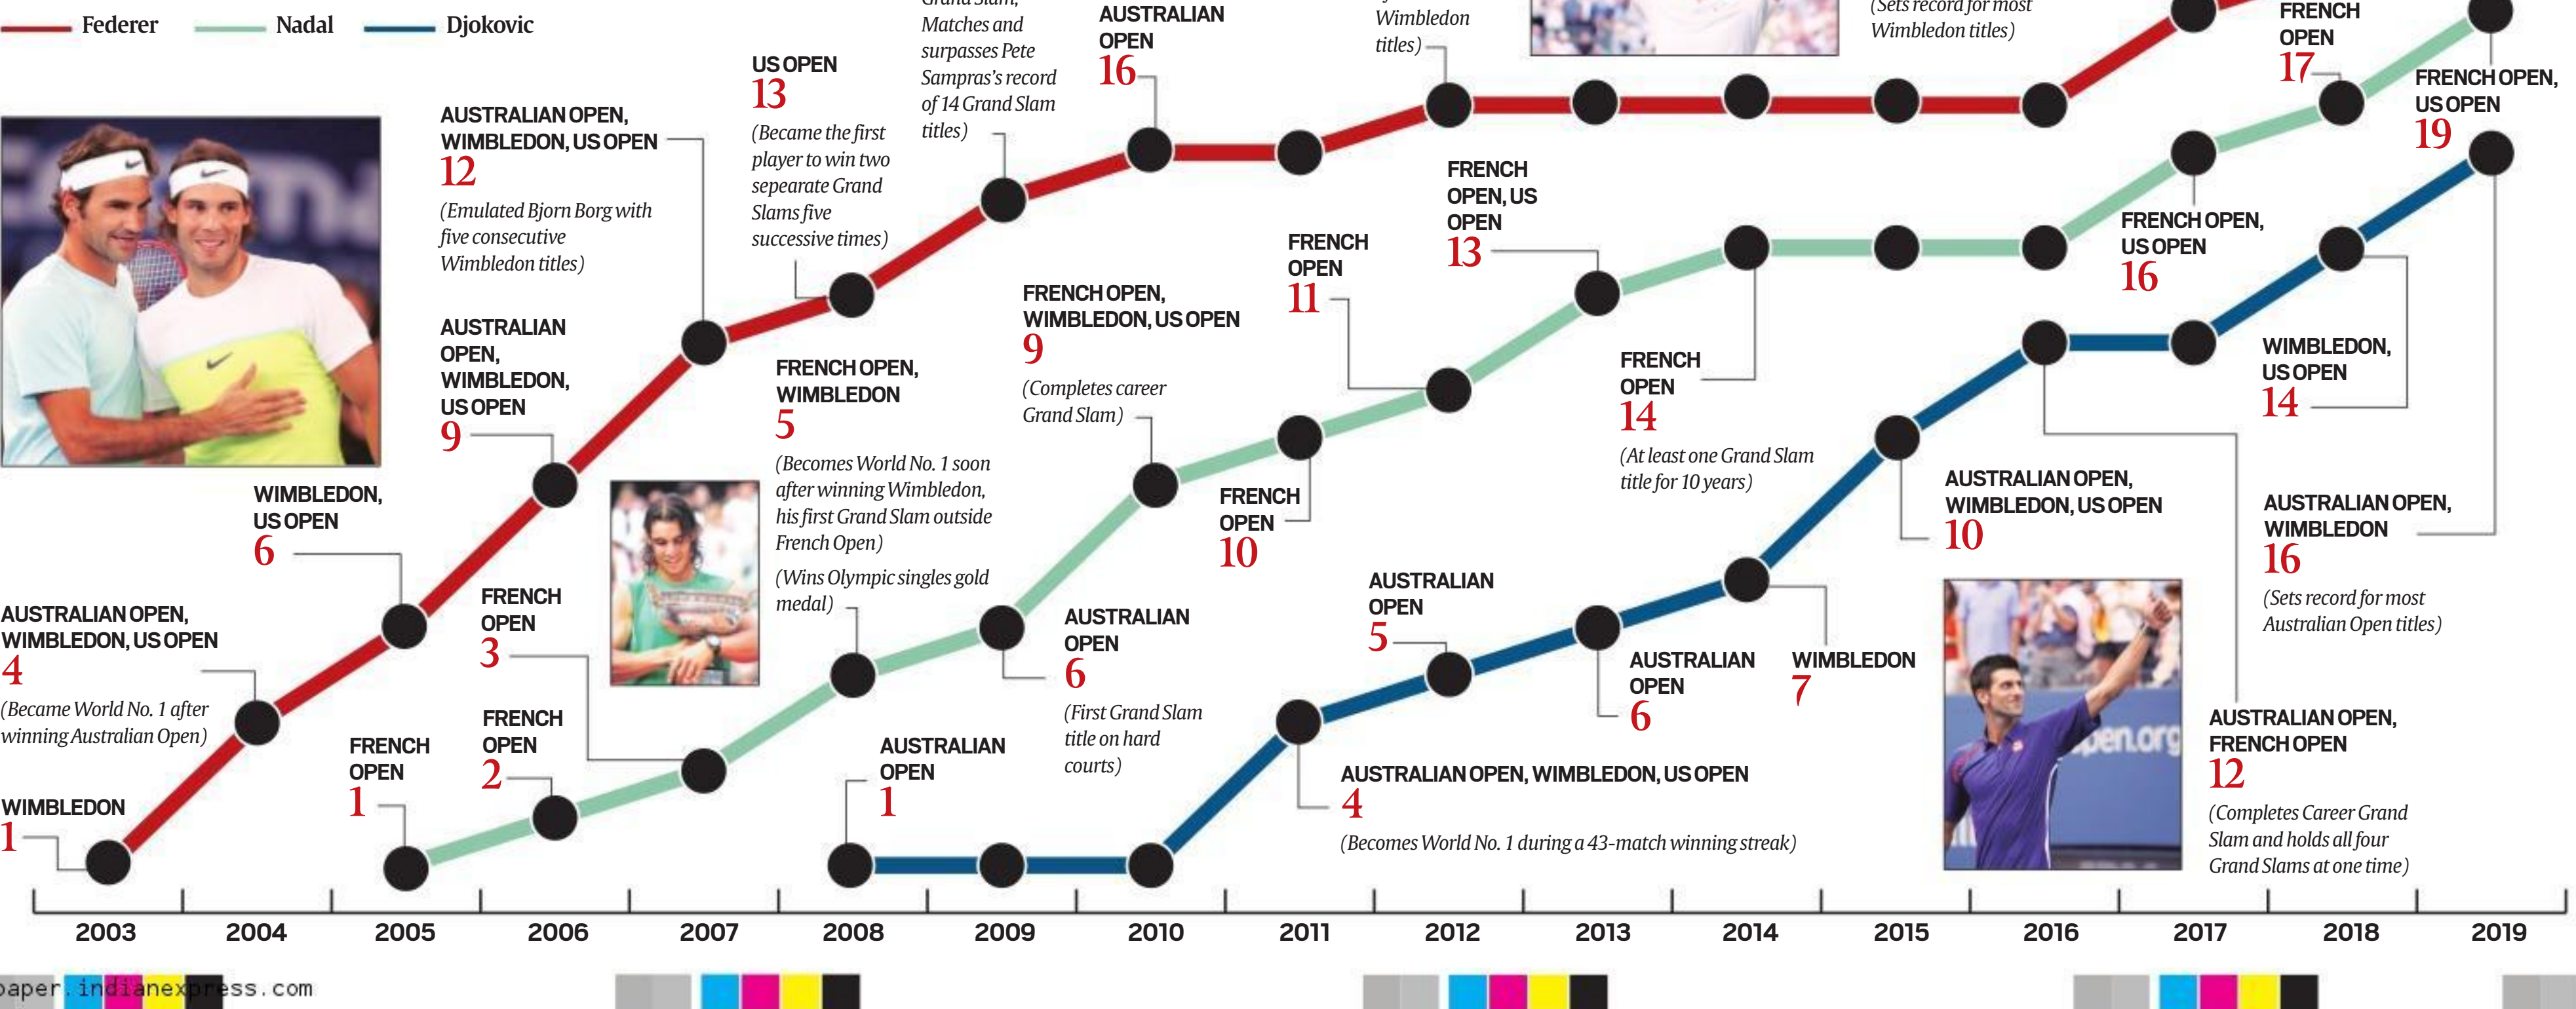 Federer
Nadal
Djokovic
Matches and
surpasses Pete
Sampras's record
of 14 Grand Slam
titles)
AUSTRALIAN
OPEN
16
Wimbledon
titles)
(Sets record for most
Wimbledon titles)
FRENCH
OPEN
17
FRENCH OPEN,
US OPEN
19
US OPEN
13
(Became the first
player to win two
sepearate Grand
Slams five
successive times)
AUSTRALIAN OPEN,
WIMBLEDON, US OPEN
12
(Emulated Bjorn Borg with
five consecutive
Wimbledon titles)
AUSTRALIAN
OPEN,
WIMBLEDON,
US OPEN
9
WIMBLEDON,
US OPEN
6
AUSTRALIAN OPEN,
WIMBLEDON, US OPEN
4
(Became World No. 1 after
winning Australian Open)
WIMBLEDON
1
FRENCH
OPEN
1
FRENCH
OPEN
2
FRENCH
OPEN
3
FRENCH OPEN,
WIMBLEDON
5
(Becomes World No. 1 soon
after winning Wimbledon,
his first Grand Slam outside
French Open)
(Wins Olympic singles gold
medal)
AUSTRALIAN
OPEN
6
(First Grand Slam
title on hard
courts)
FRENCH OPEN,
WIMBLEDON, US OPEN
9
(Completes career
Grand Slam)
FRENCH
OPEN
10
FRENCH
OPEN
11
FRENCH
OPEN, US
OPEN
13
FRENCH
OPEN
14
(At least one Grand Slam
title for 10 years)
FRENCH OPEN,
US OPEN
16
AUSTRALIAN
OPEN
1
AUSTRALIAN OPEN, WIMBLEDON, US OPEN
4
(Becomes World No. 1 during a 43-match winning streak)
AUSTRALIAN
OPEN
5
AUSTRALIAN
OPEN
6
WIMBLEDON
7
AUSTRALIAN OPEN,
WIMBLEDON, US OPEN
10
AUSTRALIAN OPEN,
FRENCH OPEN
12
(Completes Career Grand
Slam and holds all four
Grand Slams at one time)
WIMBLEDON,
US OPEN
14
AUSTRALIAN OPEN,
WIMBLEDON
16
(Sets record for most
Australian Open titles)
open.org
2003 2004 2005 2006 2007 2008 2009 2010 2011 2012 2013 2014 2015 2016 2017 2018 2019
paper.indianexpress.com